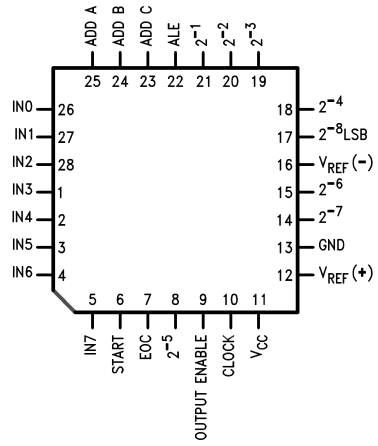 ADD A ADD B ADD C ALE 2⁻¹ 2⁻² 2⁻³
25 24 23 22 21 20 19
IN0 26 18 2⁻⁴
IN1 27 17 2⁻⁸LSB
IN2 28 16 V_REF(−)
IN3 1 15 2⁻⁶
IN4 2 14 2⁻⁷
IN5 3 13 GND
IN6 4 12 V_REF(+)
5 6 7 8 9 10 11
IN7 START EOC 2⁻⁵ OUTPUT ENABLE CLOCK V_CC